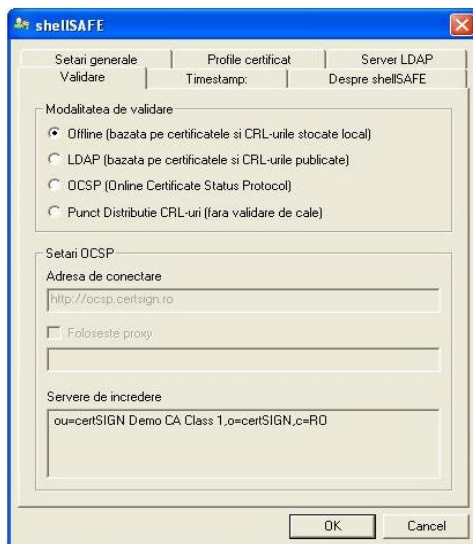 shellSAFE
Setari generale
Profile certificat
Server LDAP
Validare
Timestamp:
Despre shellSAFE
Modalitatea de validare
Offline (bazata pe certificatele si CRL-urile stocate local)
LDAP (bazata pe certificatele si CRL-urile publicate)
OCSP (Online Certificate Status Protocol)
Punct Distributie CRL-uri (fara validare de cale)
Setari OCSP
Adresa de conectare
http://ocsp.certsign.ro
Foloseste proxy
Servere de incredere
ou=certSIGN Demo CA Class 1,o=certSIGN,c=RO
OK
Cancel